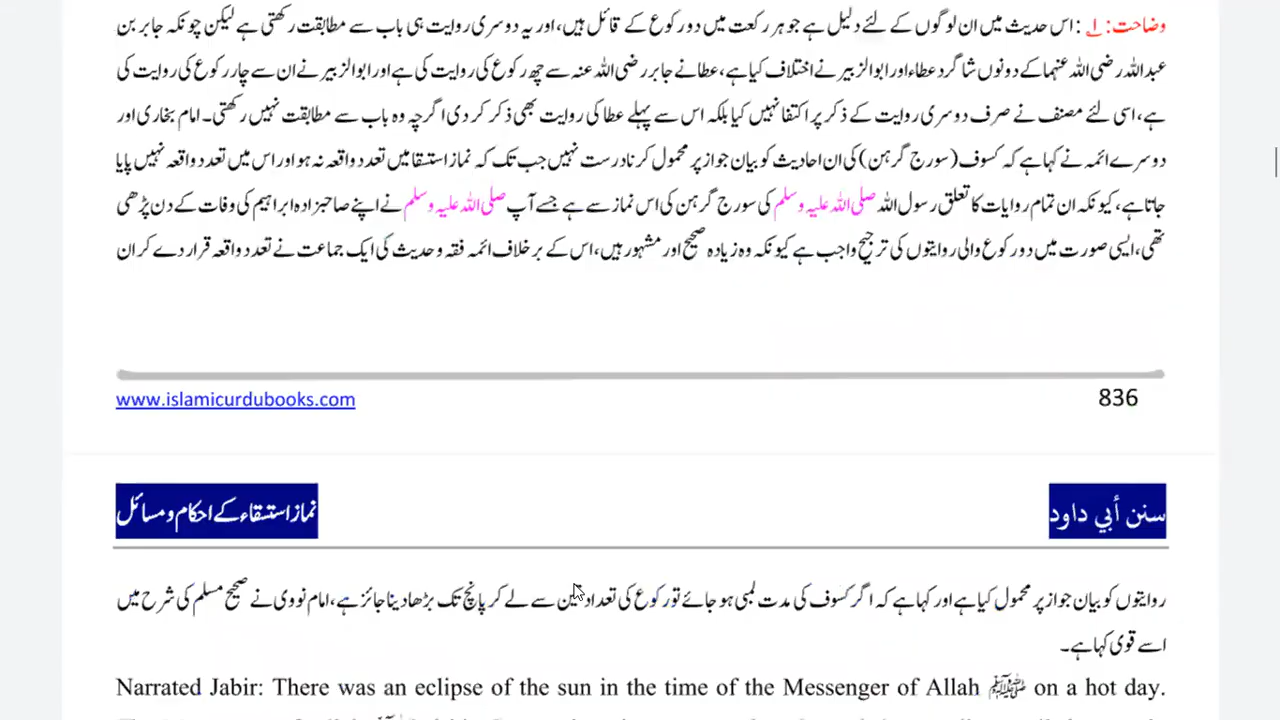 وضاحت: ۱؎ : اس حدیث میں ان لوگوں کے لئے دلیل ہے جو ہر رکعت میں دو رکوع کے قائل ہیں، اور یہ دوسری روایت ہی باب سے مطابقت رکھتی ہے لیکن چونکہ جابر بن
عبداللہ رضی اللہ عنہما کے دونوں شاگرد عطاء اور ابوالزبیر نے اختلاف کیا ہے، عطا نے جابر رضی اللہ عنہ سے چھ رکوع کی روایت کی ہے اور ابوالزبیر نے ان سے چار رکوع کی روایت کی
ہے، اسی لئے مصنف نے صرف دوسری روایت کے ذکر پر اکتفا نہیں کیا بلکہ اس سے پہلے عطا کی روایت بھی ذکر کر دی اگرچہ وہ باب سے مطابقت نہیں رکھتی۔ امام بخاری اور
دوسرے ائمہ نے کہا ہے کہ کسوف (سورج گرہن) کی ان احادیث کو بیان جواز پر محمول کرنا درست نہیں جب تک کہ نماز استسقا میں تعدد واقعہ نہ ہو اور اس میں تعدد واقعہ نہیں پایا
جاتا ہے، کیونکہ ان تمام روایات کا تعلق رسول اللہ صلی اللہ علیہ وسلم کی سورج گرہن کی اس نماز سے ہے جسے آپ صلی اللہ علیہ وسلم نے اپنے صاحبزادہ ابراہیم کی وفات کے دن پڑھی
تھی، ایسی صورت میں دو رکوع والی روایتوں کی ترجیح واجب ہے کیونکہ وہ زیادہ صحیح اور مشہور ہیں، اس کے برخلاف ائمہ فقہ و حدیث کی ایک جماعت نے تعدد واقعہ قرار دے کر ان
www.islamicurdubooks.com 836
سنن أبي داود نماز استسقاء کے احکام و مسائل
روایتوں کو بیان جواز پر محمول کیا ہے اور کہا ہے کہ اگر کسوف کی مدت لمبی ہو جائے تو رکوع کی تعداد تین سے لے کر پانچ تک بڑھا دینا جائز ہے، امام نووی نے صحیح مسلم کی شرح میں
اسے قوی کہا ہے۔
Narrated Jabir: There was an eclipse of the sun in the time of the Messenger of Allah ﷺ on a hot day.